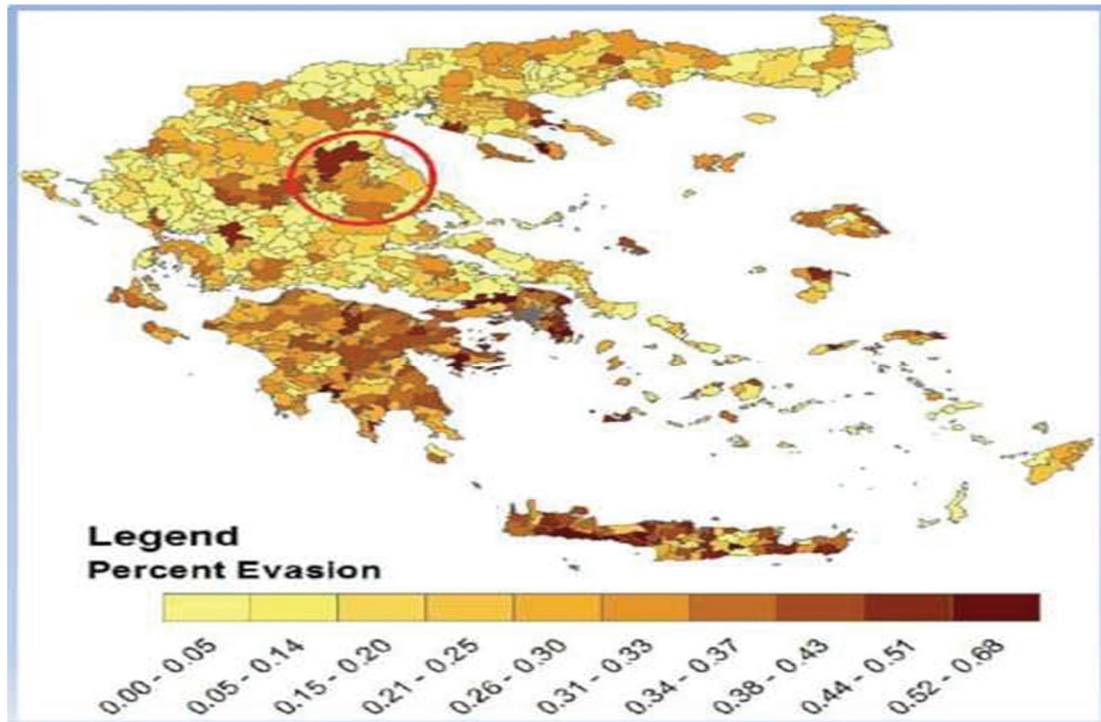 Legend
Percent Evasion
0.00 - 0.05
0.05 - 0.14
0.15 - 0.20
0.21 - 0.25
0.26 - 0.30
0.31 - 0.33
0.34 - 0.37
0.38 - 0.43
0.44 - 0.51
0.52 - 0.68